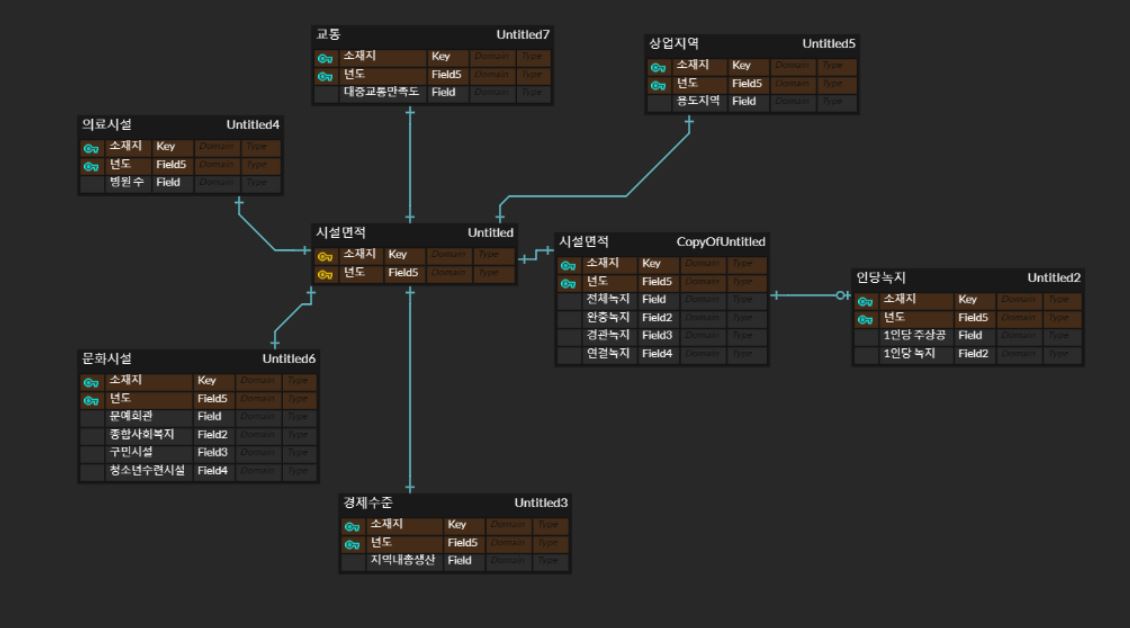 교통 Untitled7
소재지 Key Domain Type
년도 Field5 Domain Type
대중교통만족도 Field Domain Type
상업지역 Untitled5
소재지 Key Domain Type
년도 Field5 Domain Type
용도지역 Field Domain Type
의료시설 Untitled4
소재지 Key Domain Type
년도 Field5 Domain Type
병원 수 Field Domain Type
시설면적 Untitled
소재지 Key Domain Type
년도 Field5 Domain Type
시설면적 CopyOfUntitled
소재지 Key Domain Type
년도 Field5 Domain Type
전체녹지 Field Domain Type
완충녹지 Field2 Domain Type
경관녹지 Field3 Domain Type
연결녹지 Field4 Domain Type
인당녹지 Untitled2
소재지 Key Domain Type
년도 Field5 Domain Type
1인당 주상공 Field Domain Type
1인당 녹지 Field2 Domain Type
문화시설 Untitled6
소재지 Key Domain Type
년도 Field5 Domain Type
문예회관 Field Domain Type
종합사회복지 Field2 Domain Type
구민시설 Field3 Domain Type
청소년수련시설 Field4 Domain Type
경제수준 Untitled3
소재지 Key Domain Type
년도 Field5 Domain Type
지역내총생산 Field Domain Type